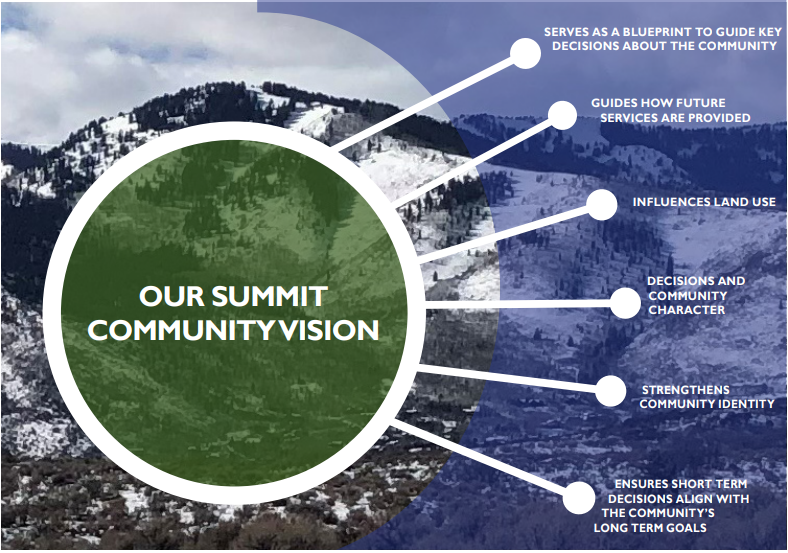 SERVES AS A BLUEPRINT TO GUIDE KEY
DECISIONS ABOUT THE COMMUNITY
GUIDES HOW FUTURE
SERVICES ARE PROVIDED
INFLUENCES LAND USE
OUR SUMMIT
COMMUNITY VISION
DECISIONS AND
COMMUNITY
CHARACTER
STRENGTHENS
COMMUNITY IDENTITY
ENSURES SHORT TERM
DECISIONS ALIGN WITH
THE COMMUNITY'S
LONG TERM GOALS